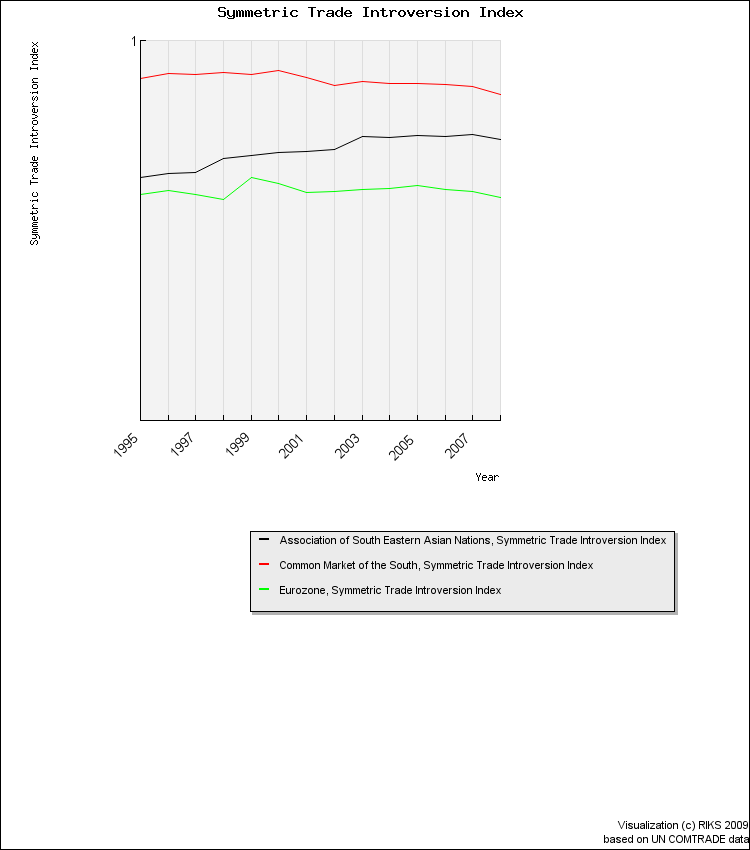 Symmetric Trade Introversion Index
1
Symmetric Trade Introversion Index
1995
1997
1999
2001
2003
2005
2007
Year
Association of South Eastern Asian Nations, Symmetric Trade Introversion Index
Common Market of the South, Symmetric Trade Introversion Index
Eurozone, Symmetric Trade Introversion Index
Visualization (c) RIKS 2009
based on UN COMTRADE data